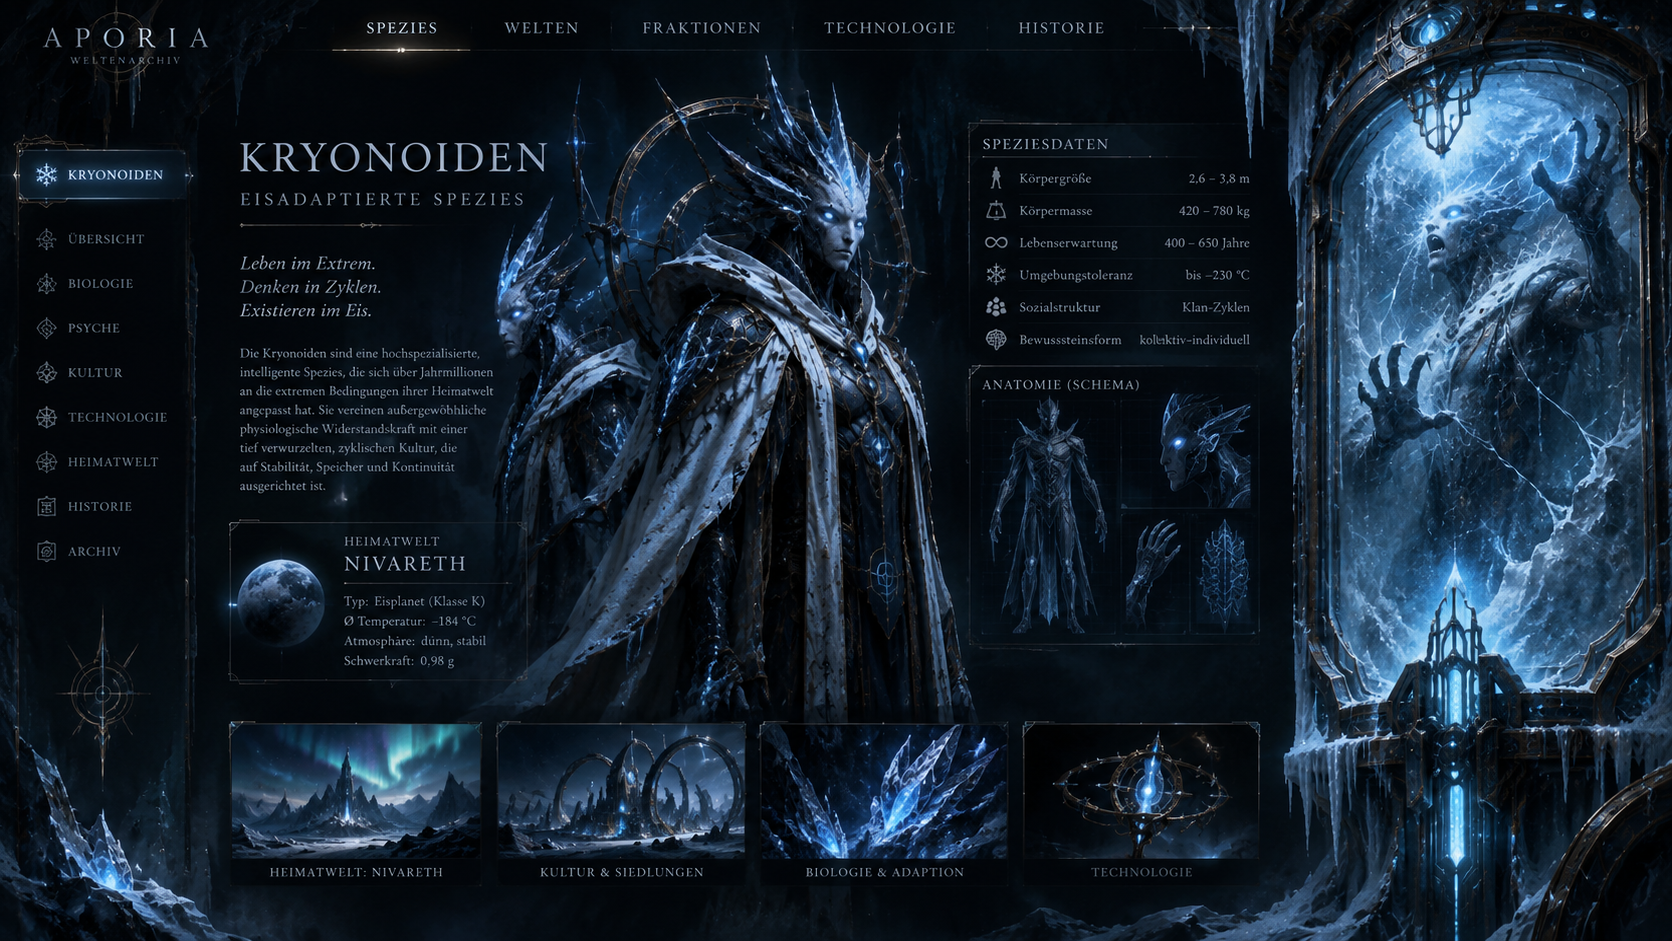 APORIA
WELTENARCHIV
SPEZIES
WELTEN
FRAKTIONEN
TECHNOLOGIE
HISTORIE
KRYONOIDEN
ÜBERSICHT
BIOLOGIE
PSYCHE
KULTUR
TECHNOLOGIE
HEIMATWELT
HISTORIE
ARCHIV
KRYONOIDEN
EISADAPTIERTE SPEZIES
Leben im Extrem.
Denken in Zyklen.
Existieren im Eis.
Die Kryonoiden sind eine hochspezialisierte,
intelligente Spezies, die sich über Jahrmillionen
an die extremen Bedingungen ihrer Heimatwelt
angepasst hat. Sie vereinen außergewöbhliche
physiologische Widerstandskraft mit einer
tief verwurzelten, zyklischen Kultur, die
auf Stabilität, Speicher und Kontinuität
ausgerichtet ist.
HEIMATWELT
NIVARETH
Typ: Eisplanet (Klasse K)
Ø Temperatur: –184 °C
Atmosphäre: dünn, stabil
Schwerkraft: 0,98 g
SPEZIESDATEN
Körpergröße 2,6 – 3,8 m
Körpermasse 420 – 780 kg
Lebenserwartung 400 – 650 Jahre
Umgebungstoleranz bis –230 °C
Sozialstruktur Klan-Zyklen
Bewusssteinsform kollektiv-individuell
ANATOMIE (SCHEMA)
HEIMATWELT: NIVARETH
KULTUR & SIEDLUNGEN
BIOLOGIE & ADAPTION
TECHNOLOGIE